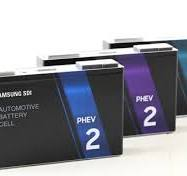 SAMSUNG SDI
AUTOMOTIVE
BATTERY
CELL
PHEV
2
PHEV
2